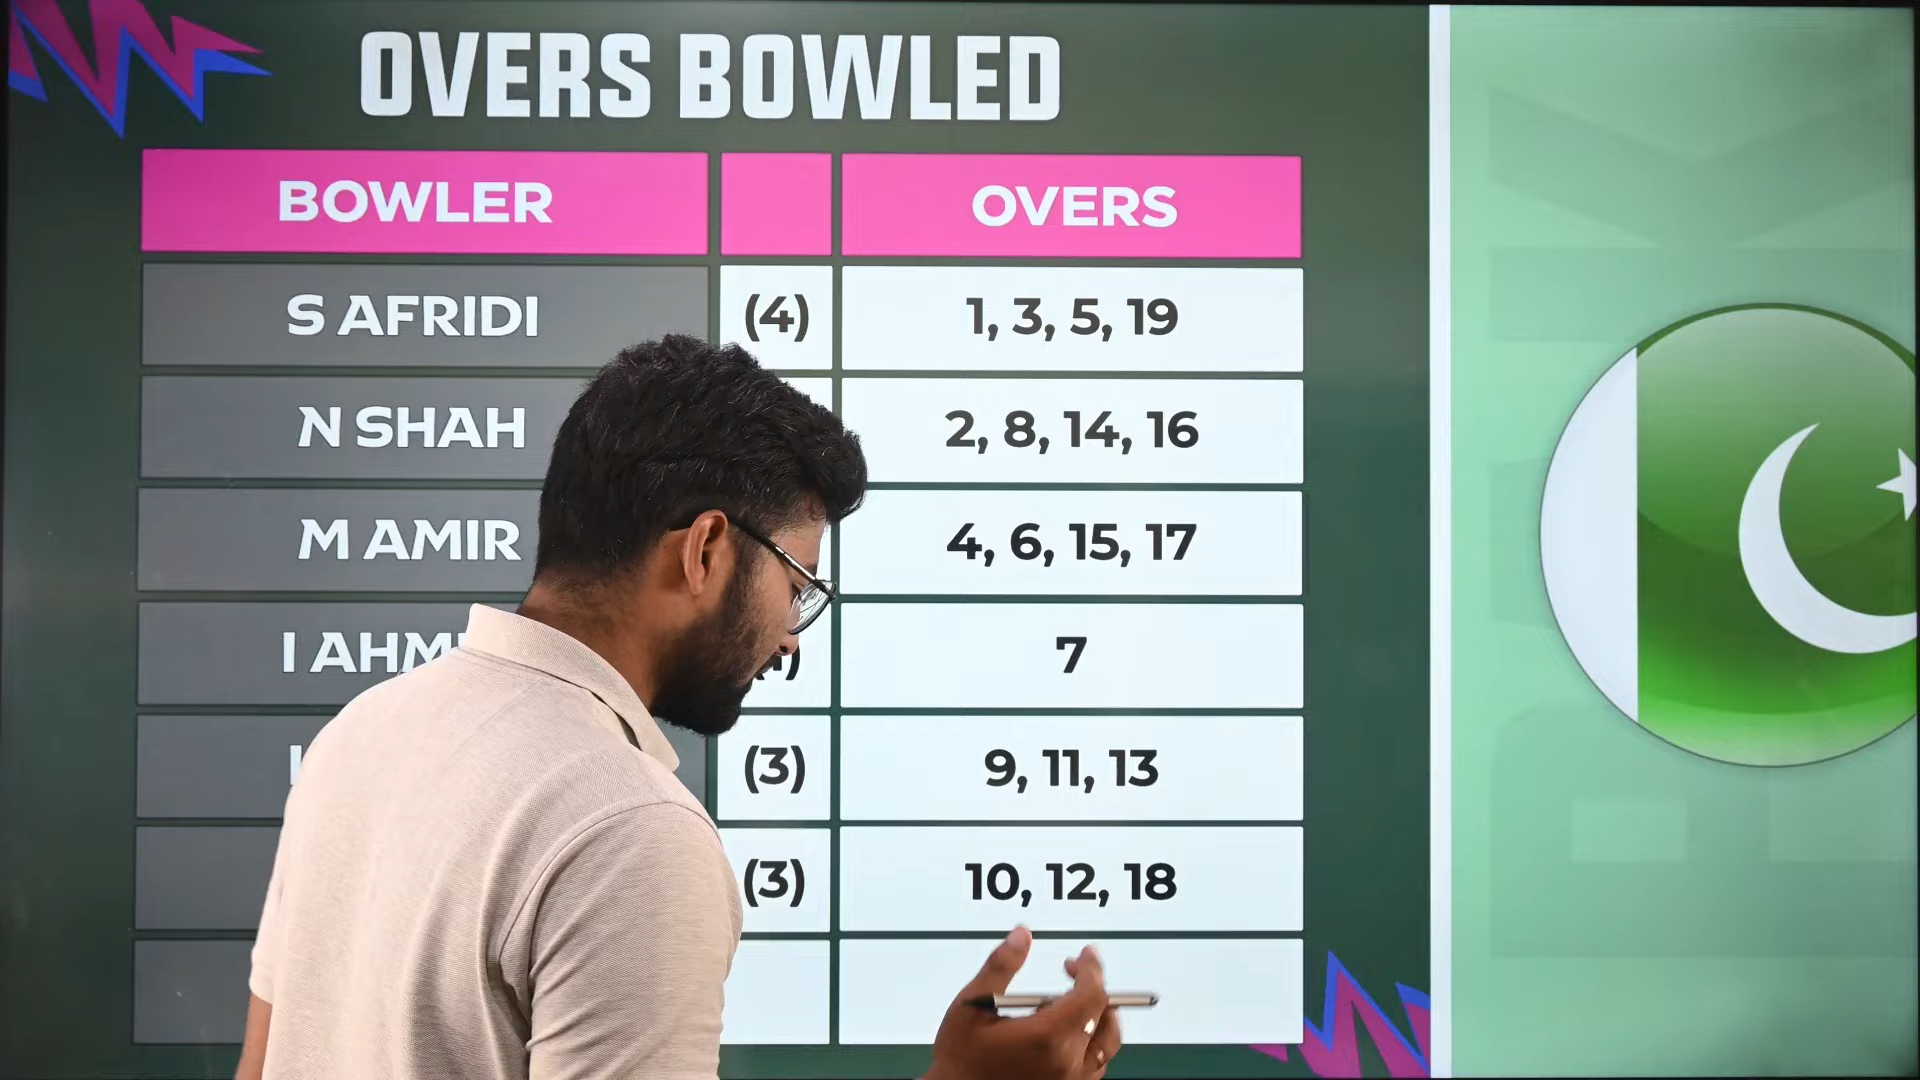 OVERS BOWLED
BOWLER OVERS
S AFRIDI (4) 1, 3, 5, 19
N SHAH 2, 8, 14, 16
M AMIR 4, 6, 15, 17
I 7
(3) 9, 11, 13
(3) 10, 12, 18